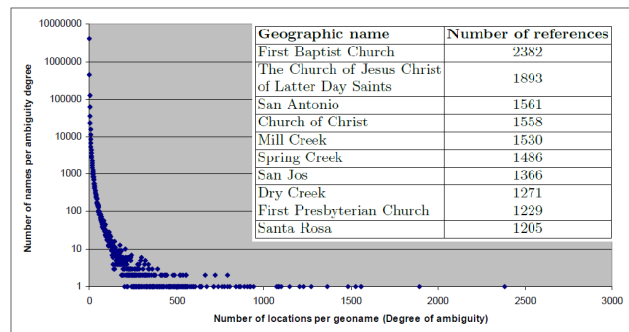 10000000
1000000
100000
10000
1000
100
10
1
Number of names per ambiguity degree
0
500
1000
1500
2000
2500
3000
Number of locations per geoname (Degree of ambiguity)
Geographic name Number of references
First Baptist Church 2382
The Church of Jesus Christ
of Latter Day Saints 1893
San Antonio 1561
Church of Christ 1558
Mill Creek 1530
Spring Creek 1486
San Jos 1366
Dry Creek 1271
First Presbyterian Church 1229
Santa Rosa 1205